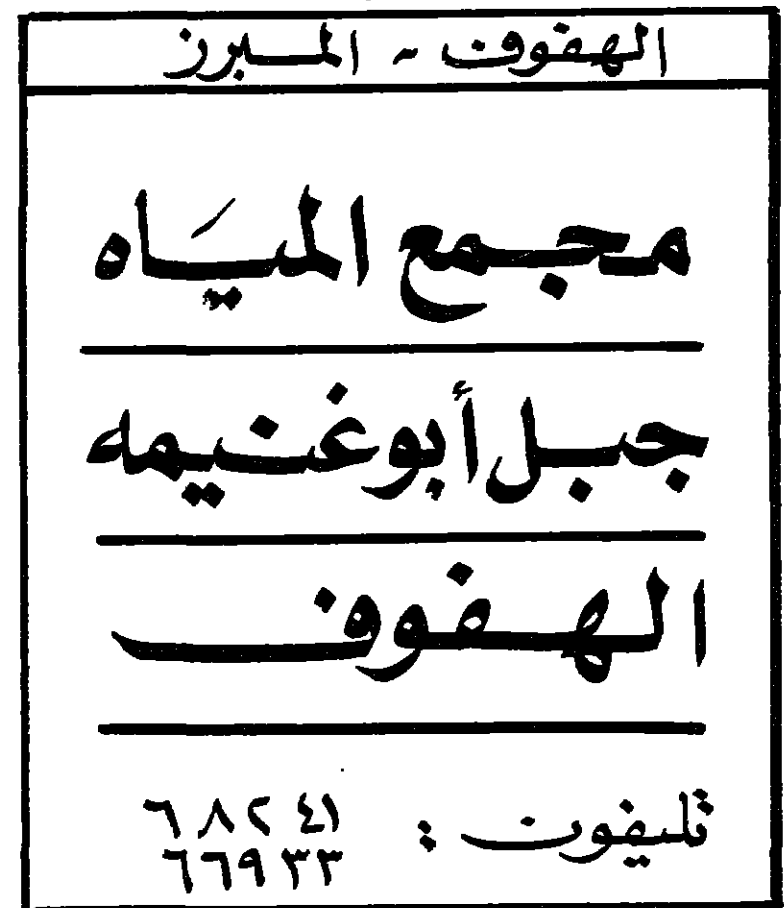 الهفوف - المبرز
مجمع المياه
جبل أبوغنيمه
الهفوف
تليفون : ٦٨٢٤١
٦٦٩٣٣